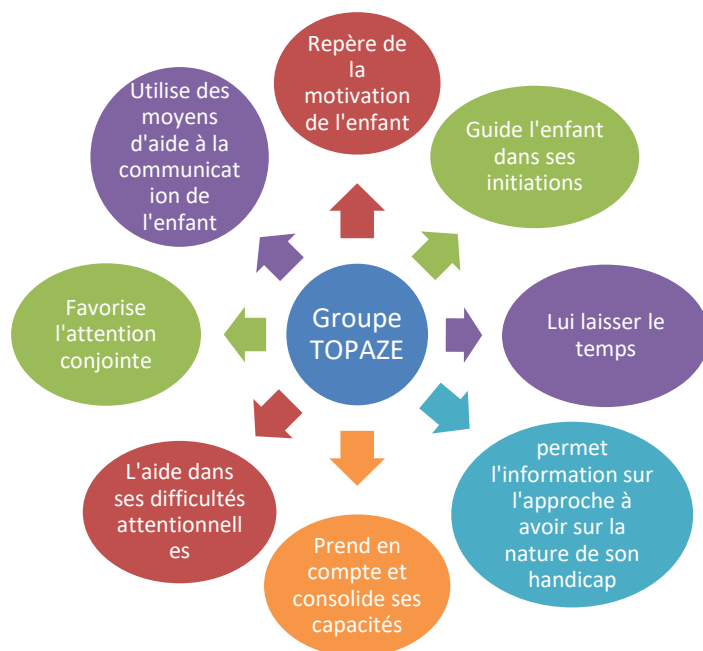 Repère de
la
motivation
de l'enfant
Guide l'enfant
dans ses
initiations
Lui laisser le
temps
permet
l'information sur
l'approche à
avoir sur la
nature de son
handicap
Prend en
compte et
consolide ses
capacités
L'aide dans
ses difficultés
attentionnell
es
Favorise
l'attention
conjointe
Utilise des
moyens
d'aide à la
communicat
ion de
l'enfant
Groupe
TOPAZE